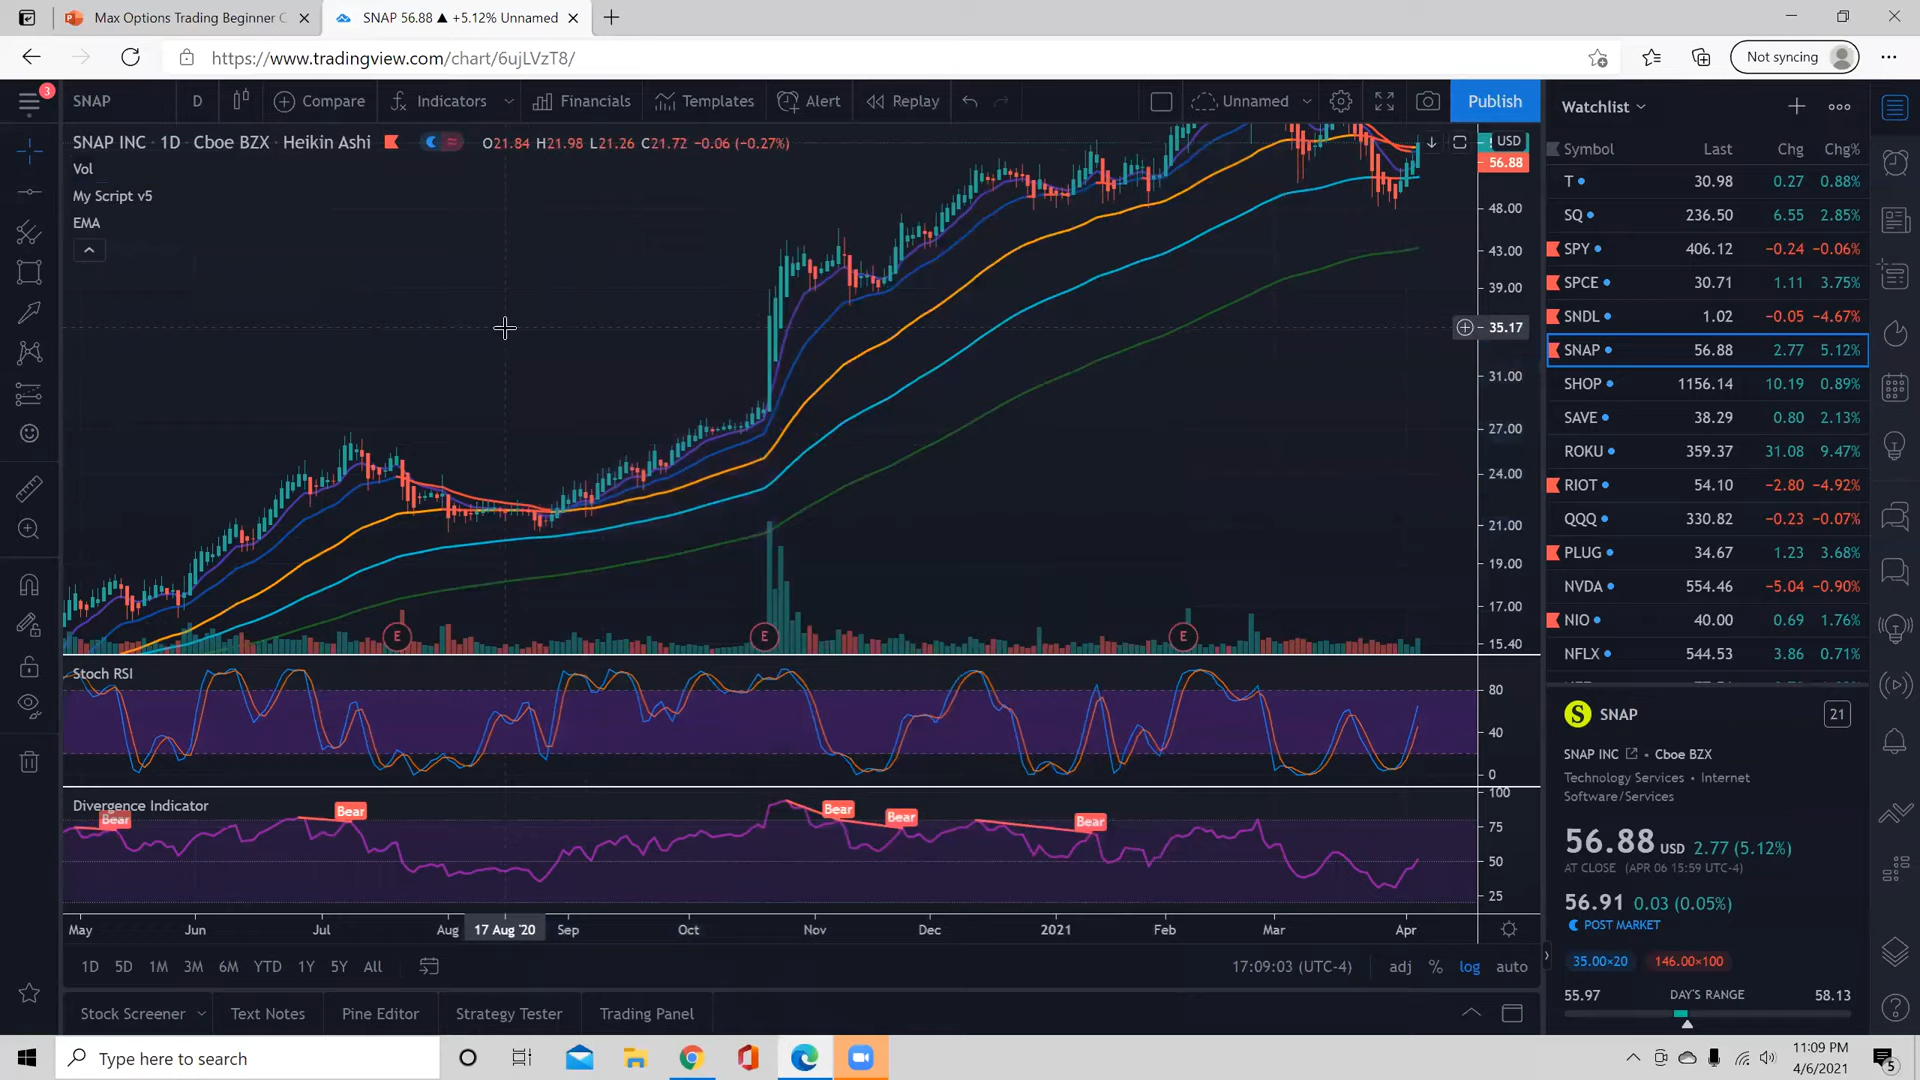 Max Options Trading Beginner C
SNAP 56.88 ▲ +5.12% Unnamed
https://www.tradingview.com/chart/6ujLVzT8/
Not syncing
3
SNAP
D
Compare
Indicators
Financials
Templates
Alert
Replay
Unnamed
Publish
SNAP INC · 1D · Cboe BZX · Heikin Ashi
O21.84 H21.98 L21.26 C21.72 −0.06 (−0.27%)
Vol
My Script v5
EMA
USD
56.88
48.00
43.00
39.00
35.17
31.00
27.00
24.00
21.00
19.00
17.00
15.40
E
E
E
Stoch RSI
80
40
0
Divergence Indicator
Bear
Bear
Bear
Bear
Bear
100
75
50
25
May
Jun
Jul
Aug
17 Aug '20
Sep
Oct
Nov
Dec
2021
Feb
Mar
Apr
1D 5D 1M 3M 6M YTD 1Y 5Y All
17:09:03 (UTC-4)
adj % log auto
Stock Screener
Text Notes
Pine Editor
Strategy Tester
Trading Panel
Watchlist
Symbol Last Chg Chg%
T 30.98 0.27 0.88%
SQ 236.50 6.55 2.85%
SPY 406.12 −0.24 −0.06%
SPCE 30.71 1.11 3.75%
SNDL 1.02 −0.05 −4.67%
SNAP 56.88 2.77 5.12%
SHOP 1156.14 10.19 0.89%
SAVE 38.29 0.80 2.13%
ROKU 359.37 31.08 9.47%
RIOT 54.10 −2.80 −4.92%
QQQ 330.82 −0.23 −0.07%
PLUG 34.67 1.23 3.68%
NVDA 554.46 −5.04 −0.90%
NIO 40.00 0.69 1.76%
NFLX 544.53 3.86 0.71%
S SNAP
21
SNAP INC · Cboe BZX
Technology Services • Internet
Software/Services
56.88 USD 2.77 (5.12%)
AT CLOSE (APR 06 15:59 UTC-4)
56.91 0.03 (0.05%)
POST MARKET
35.00×20 146.00×100
55.97 DAY'S RANGE 58.13
Type here to search
11:09 PM
4/6/2021
5